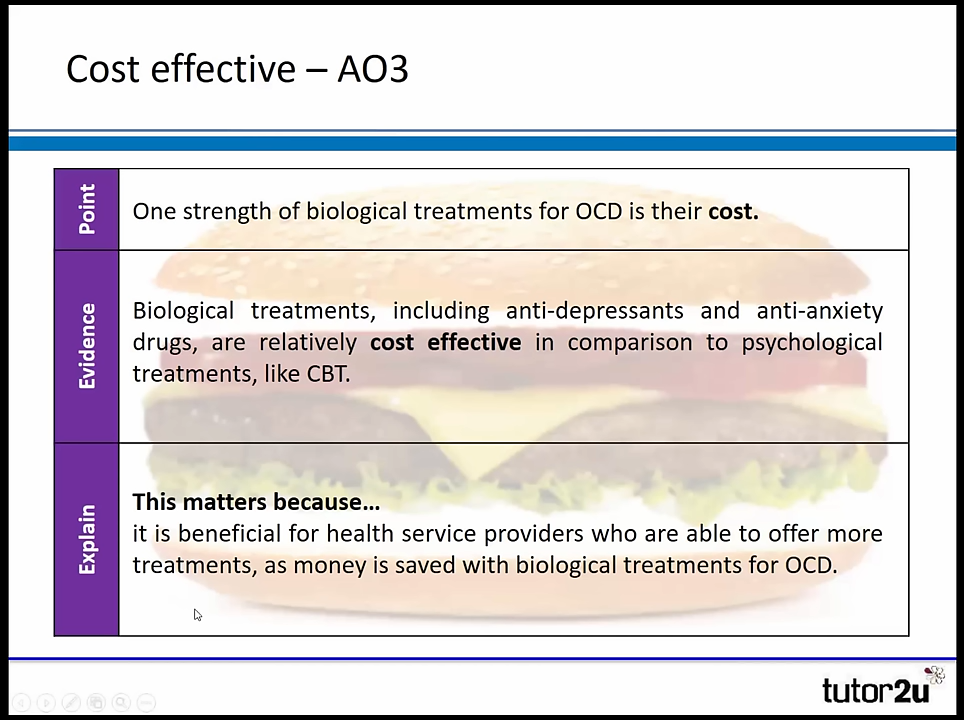 Cost effective – AO3
Point
One strength of biological treatments for OCD is their cost.
Evidence
Biological treatments, including anti-depressants and anti-anxiety
drugs, are relatively cost effective in comparison to psychological
treatments, like CBT.
Explain
This matters because…
it is beneficial for health service providers who are able to offer more
treatments, as money is saved with biological treatments for OCD.
tutor2u